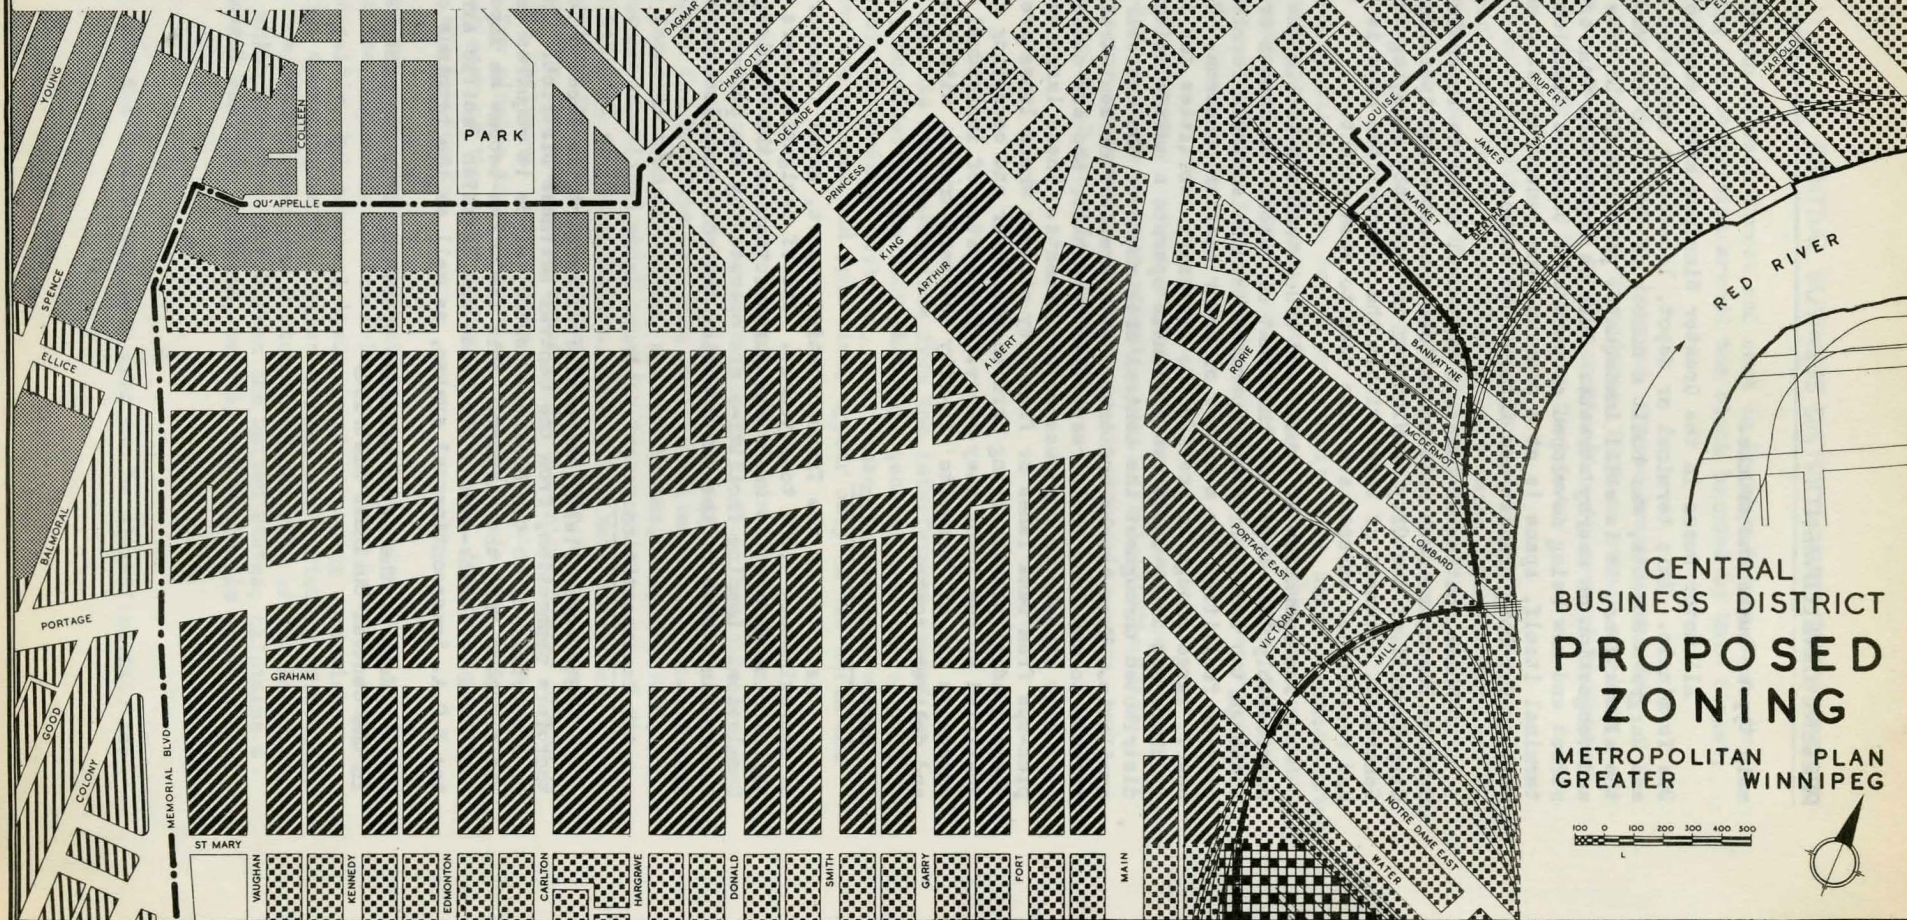 DAGMAR
CHARLOTTE
ADELAIDE
YOUNG
COLLEEN
PARK
PRINCESS
KING
ARTHUR
ALBERT
LOUISE
RUPERT
JAMES
AMY
HAROLD
MARKET
BERTHA
QU'APPELLE
SPENCE
ELLICE
RORIE
BANNATYNE
MCDERMOT
RED RIVER
BALMORAL
PORTAGE
PORTAGE EAST
LOMBARD
VICTORIA
MILL
GRAHAM
GOOD
COLONY
MEMORIAL BLVD
ST MARY
VAUGHAN
KENNEDY
EDMONTON
CARLTON
HARGRAVE
DONALD
SMITH
GARRY
FORT
MAIN
NOTRE DAME EAST
WATER
CENTRAL
BUSINESS DISTRICT
PROPOSED
ZONING
METROPOLITAN PLAN
GREATER WINNIPEG
100 0 100 200 300 400 500